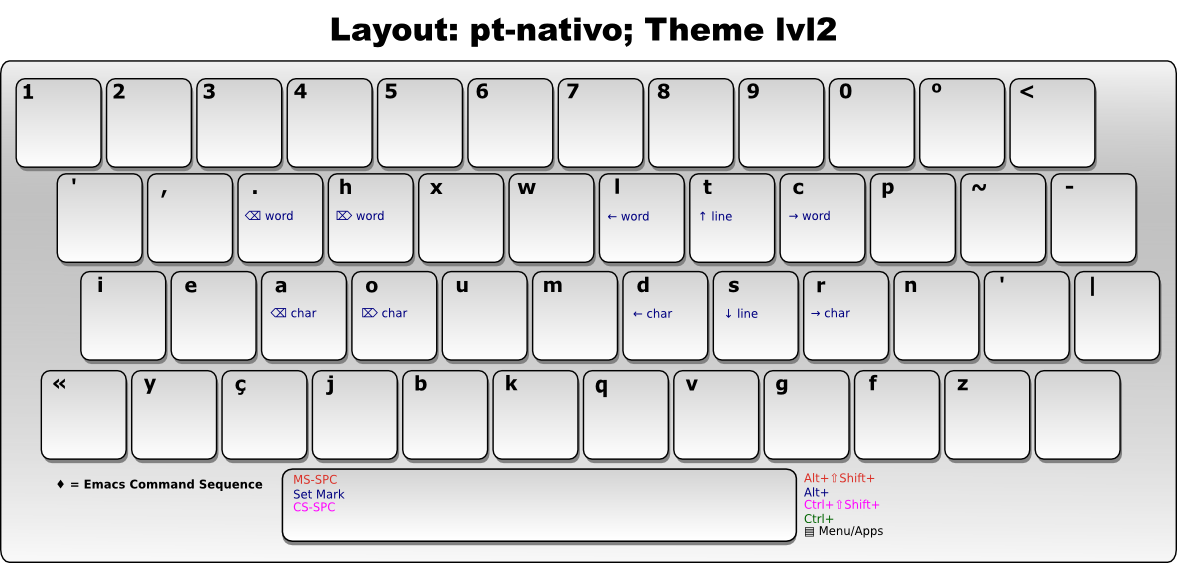 Layout: pt-nativo; Theme lvl2
1 2 3 4 5 6 7 8 9 0 º <
' , . h x w l t c p ~ -
⌫ word ⌦ word ← word ↑ line → word
i e a o u m d s r n ' |
⌫ char ⌦ char ← char ↓ line → char
« y ç j b k q v g f z
♦ = Emacs Command Sequence
MS-SPC
Set Mark
CS-SPC
Alt+⇧Shift+
Alt+
Ctrl+⇧Shift+
Ctrl+
▤ Menu/Apps